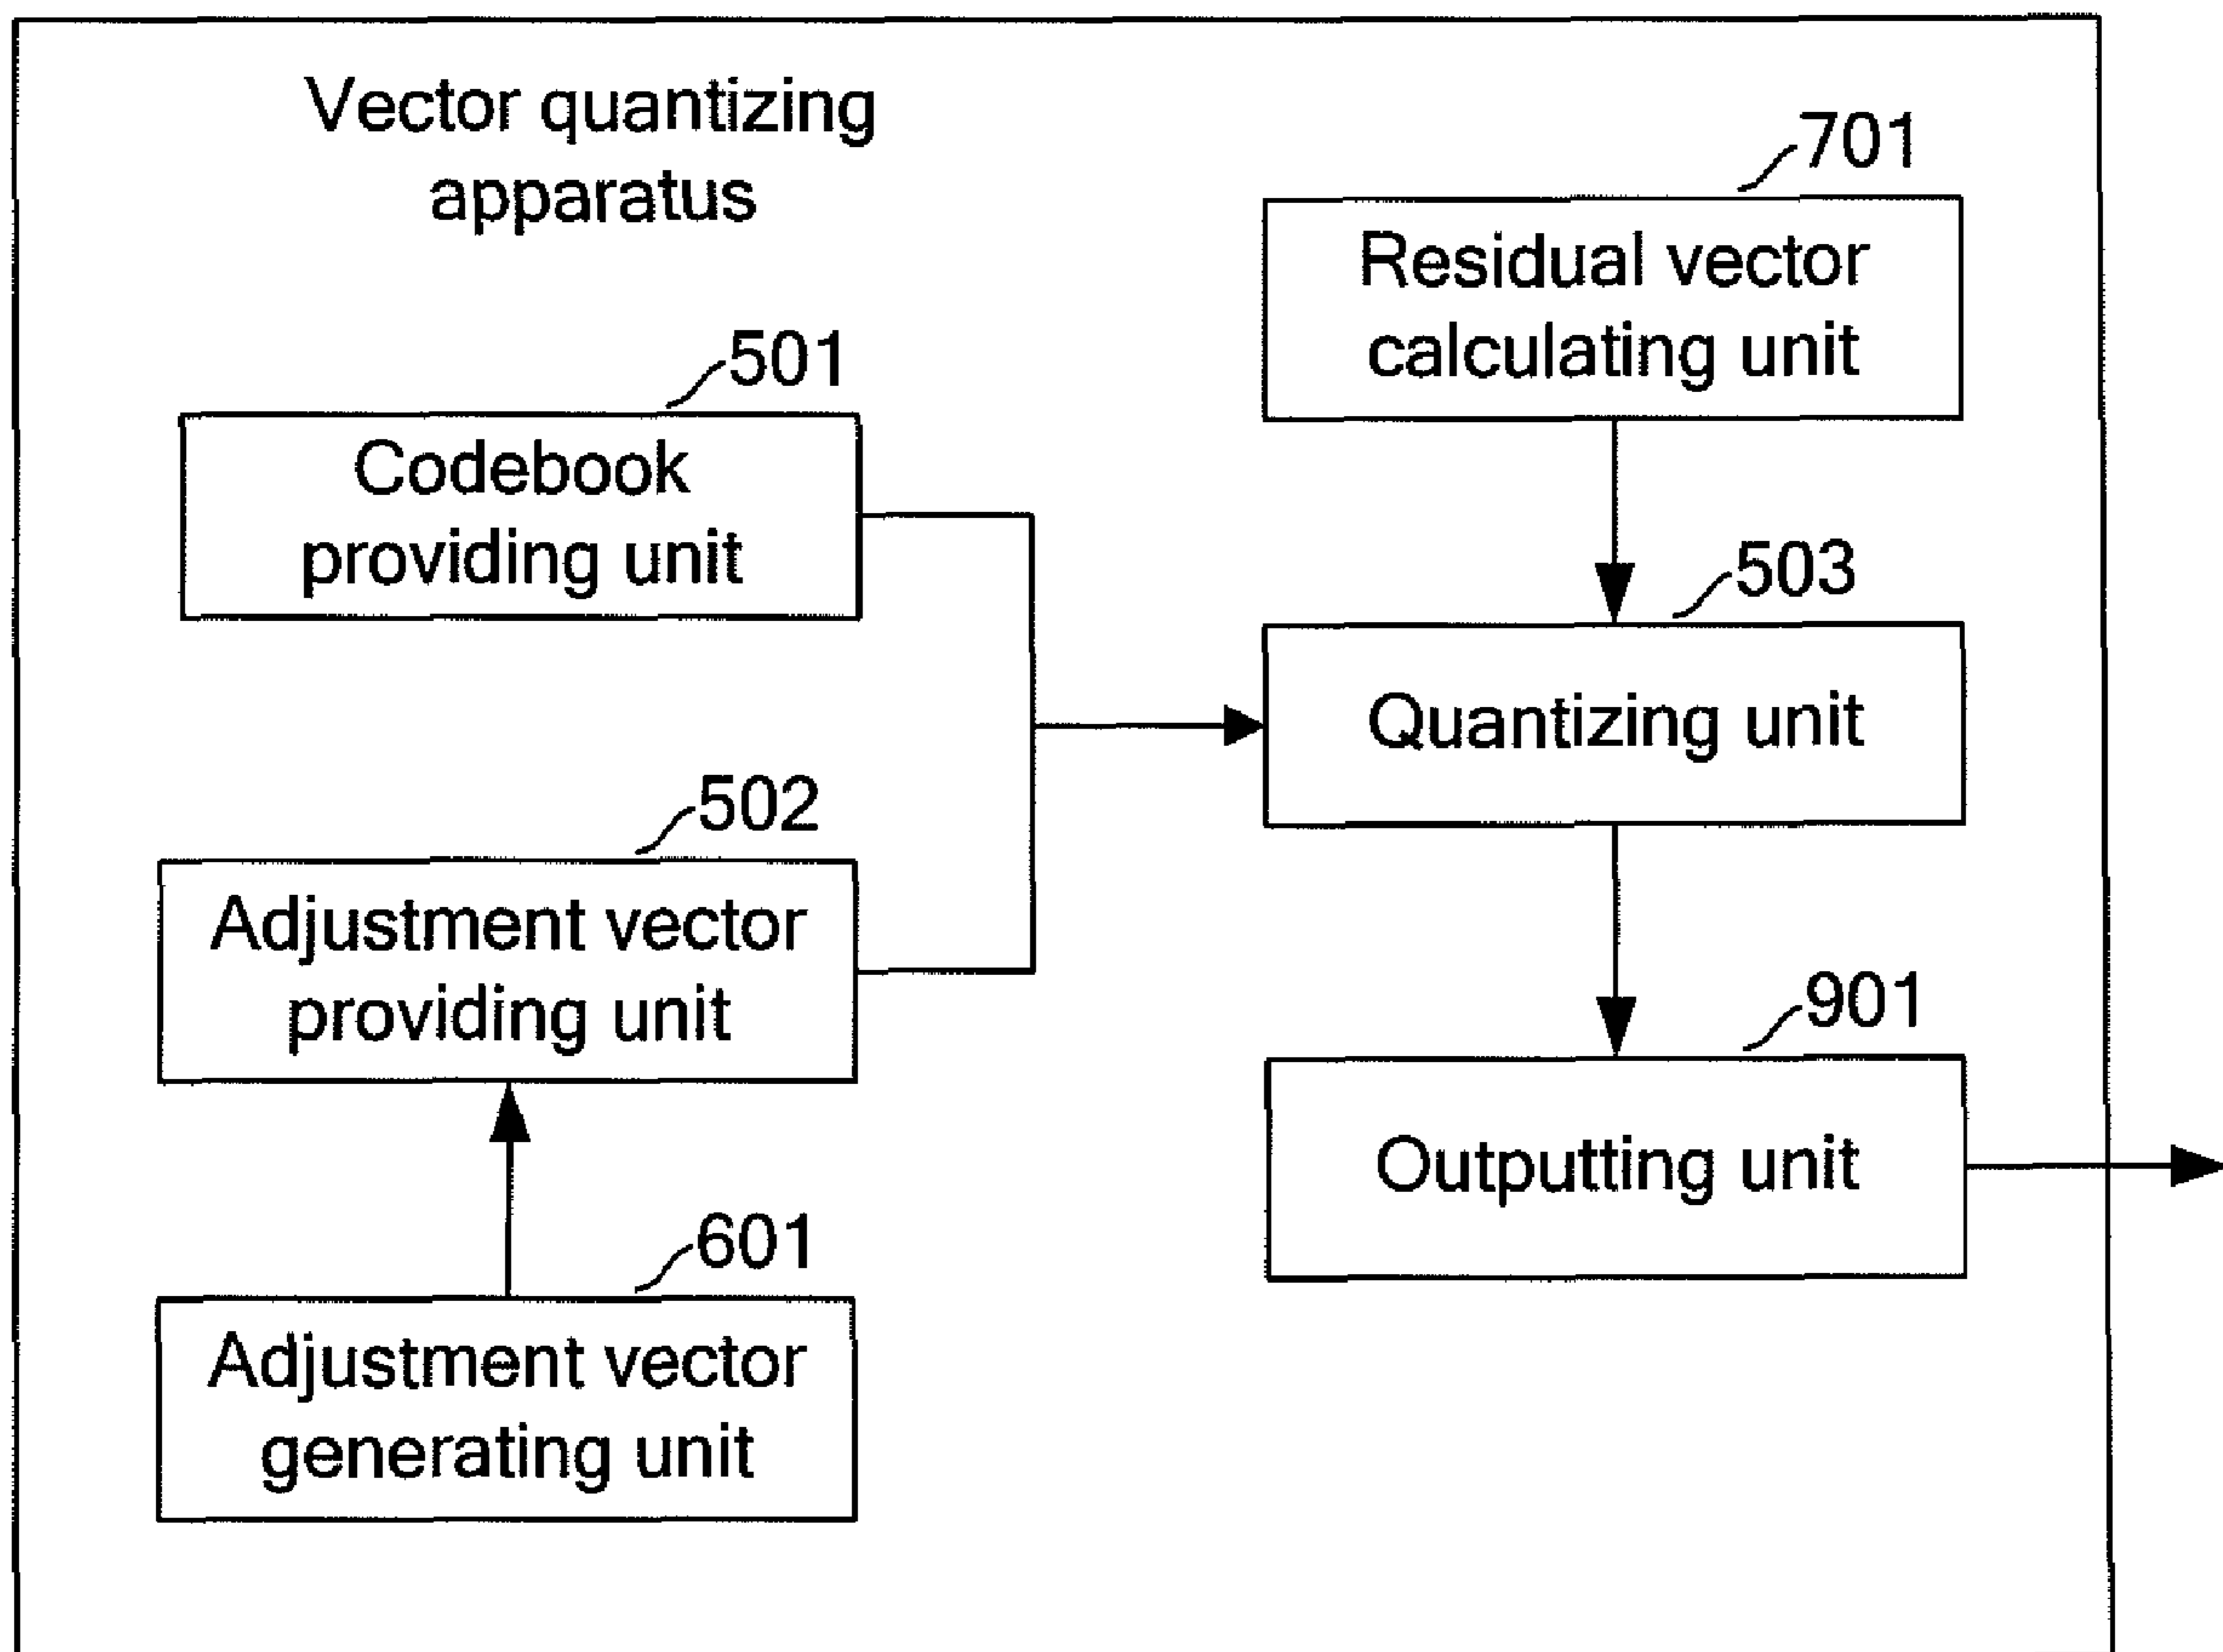 Vector quantizing
apparatus
701
Residual vector
calculating unit
501
Codebook
providing unit
503
Quantizing unit
502
Adjustment vector
providing unit
901
Outputting unit
601
Adjustment vector
generating unit